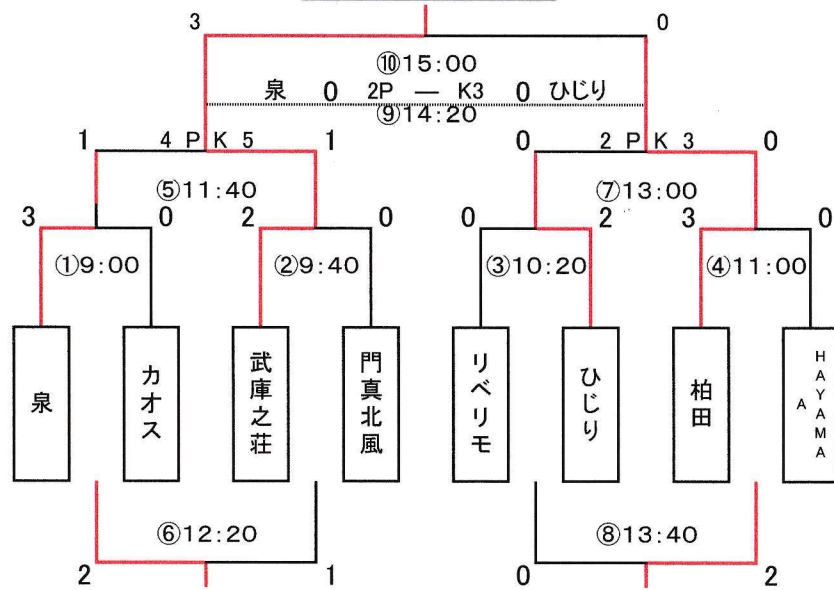 3 0
⑩15:00
泉 0 2P — K3 0 ひじり
⑨14:20
1 4 P K 5 1 0 2 P K 3 0
⑤11:40 ⑦13:00
3 0 2 0 0 2 3 0
①9:00 ②9:40 ③10:20 ④11:00
泉
カオス
武庫之荘
門真北風
リベリモ
ひじり
柏田
HAYAMA
A
⑥12:20 ⑧13:40
2 1 0 2